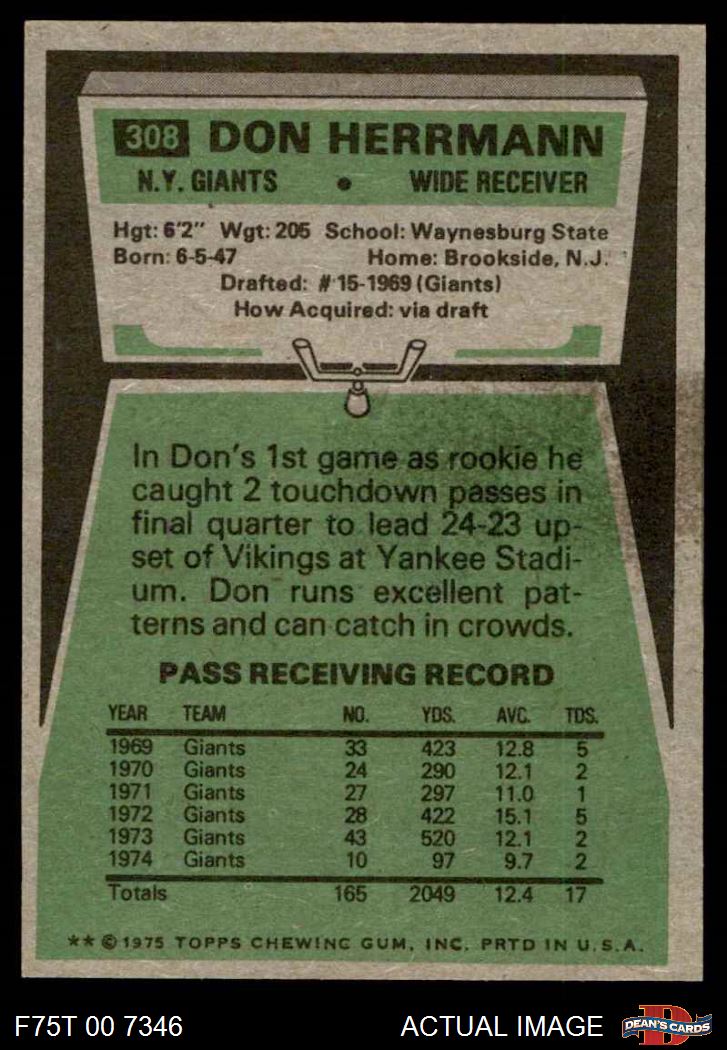 308 DON HERRMANN
N.Y. GIANTS • WIDE RECEIVER
Hgt: 6'2" Wgt: 205 School: Waynesburg State
Born: 6-5-47 Home: Brookside, N.J.
Drafted: #15-1969 (Giants)
How Acquired: via draft
In Don's 1st game as rookie he
caught 2 touchdown passes in
final quarter to lead 24-23 up-
set of Vikings at Yankee Stadi-
um. Don runs excellent pat-
terns and can catch in crowds.
PASS RECEIVING RECORD
YEAR TEAM NO. YDS. AVG. TDS.
1969 Giants 33 423 12.8 5
1970 Giants 24 290 12.1 2
1971 Giants 27 297 11.0 1
1972 Giants 28 422 15.1 5
1973 Giants 43 520 12.1 2
1974 Giants 10 97 9.7 2
Totals 165 2049 12.4 17
** © 1975 TOPPS CHEWING GUM, INC. PRTD IN U.S.A.
F75T 00 7346 ACTUAL IMAGE
D
DEAN'S CARDS